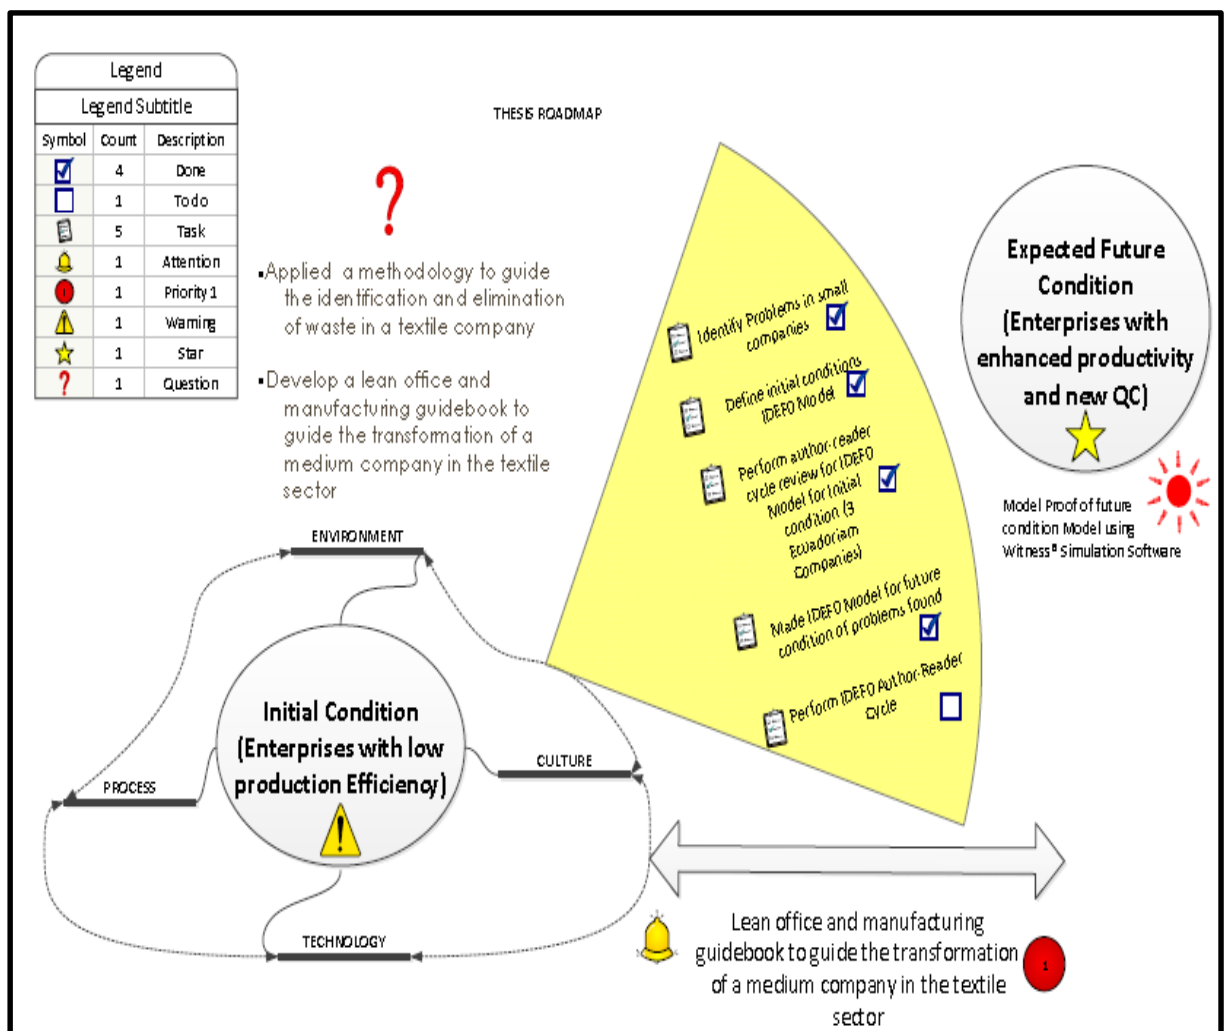 Legend
Legend Subtitle
Symbol Count Description
4 Done
1 To do
5 Task
1 Attention
1 Priority 1
1 Warning
1 Star
? 1 Question
THESIS ROADMAP
?
▪Applied a methodology to guide
the identification and elimination
of waste in a textile company
▪Develop a lean office and
manufacturing guidebook to
guide the transformation of a
medium company in the textile
sector
Identify Problems in small
companies
Define initial conditions
IDEFO Model
Perform author-reader
cycle review for IDEFO
Model for Initial
condition (3
Ecuadoriam
Companies)
Made IDEFO Model for future
condition of problems found
Perform IDEFO Author-Reader
Cycle
Expected Future
Condition
(Enterprises with
enhanced productivity
and new QC)
Model Proof of future
condition Model using
Witness® Simulation Software
ENVIRONMENT
Initial Condition
(Enterprises with low
production Efficiency)
!
PROCESS
CULTURE
TECHNOLOGY
Lean office and manufacturing
guidebook to guide the transformation
of a medium company in the textile
sector
1